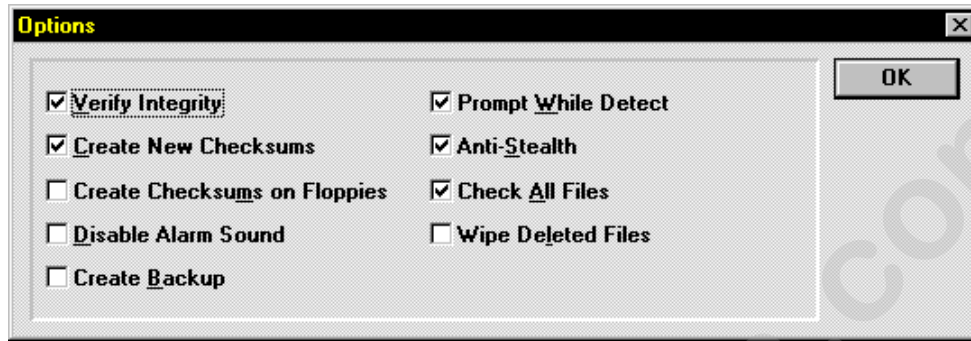 Options
OK
Verify Integrity
Create New Checksums
Create Checksums on Floppies
Disable Alarm Sound
Create Backup
Prompt While Detect
Anti-Stealth
Check All Files
Wipe Deleted Files